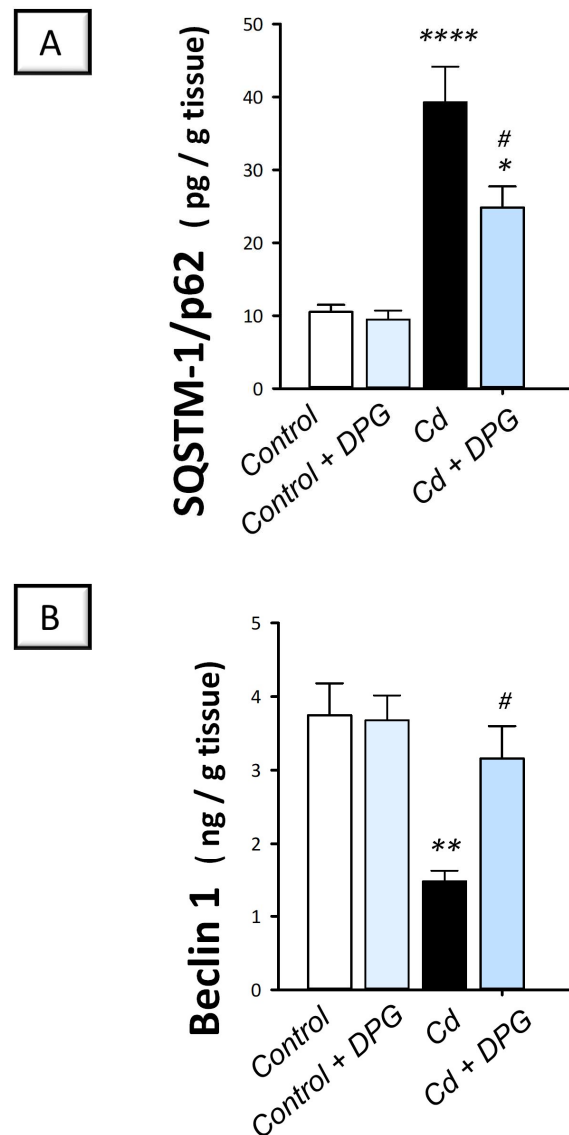 A
SQSTM-1/p62 ( pg / g tissue)
50
40
30
20
10
0
****
#
*
Control
Control + DPG
Cd
Cd + DPG
B
Beclin 1 ( ng / g tissue)
5
4
3
2
1
0
**
#
Control
Control + DPG
Cd
Cd + DPG